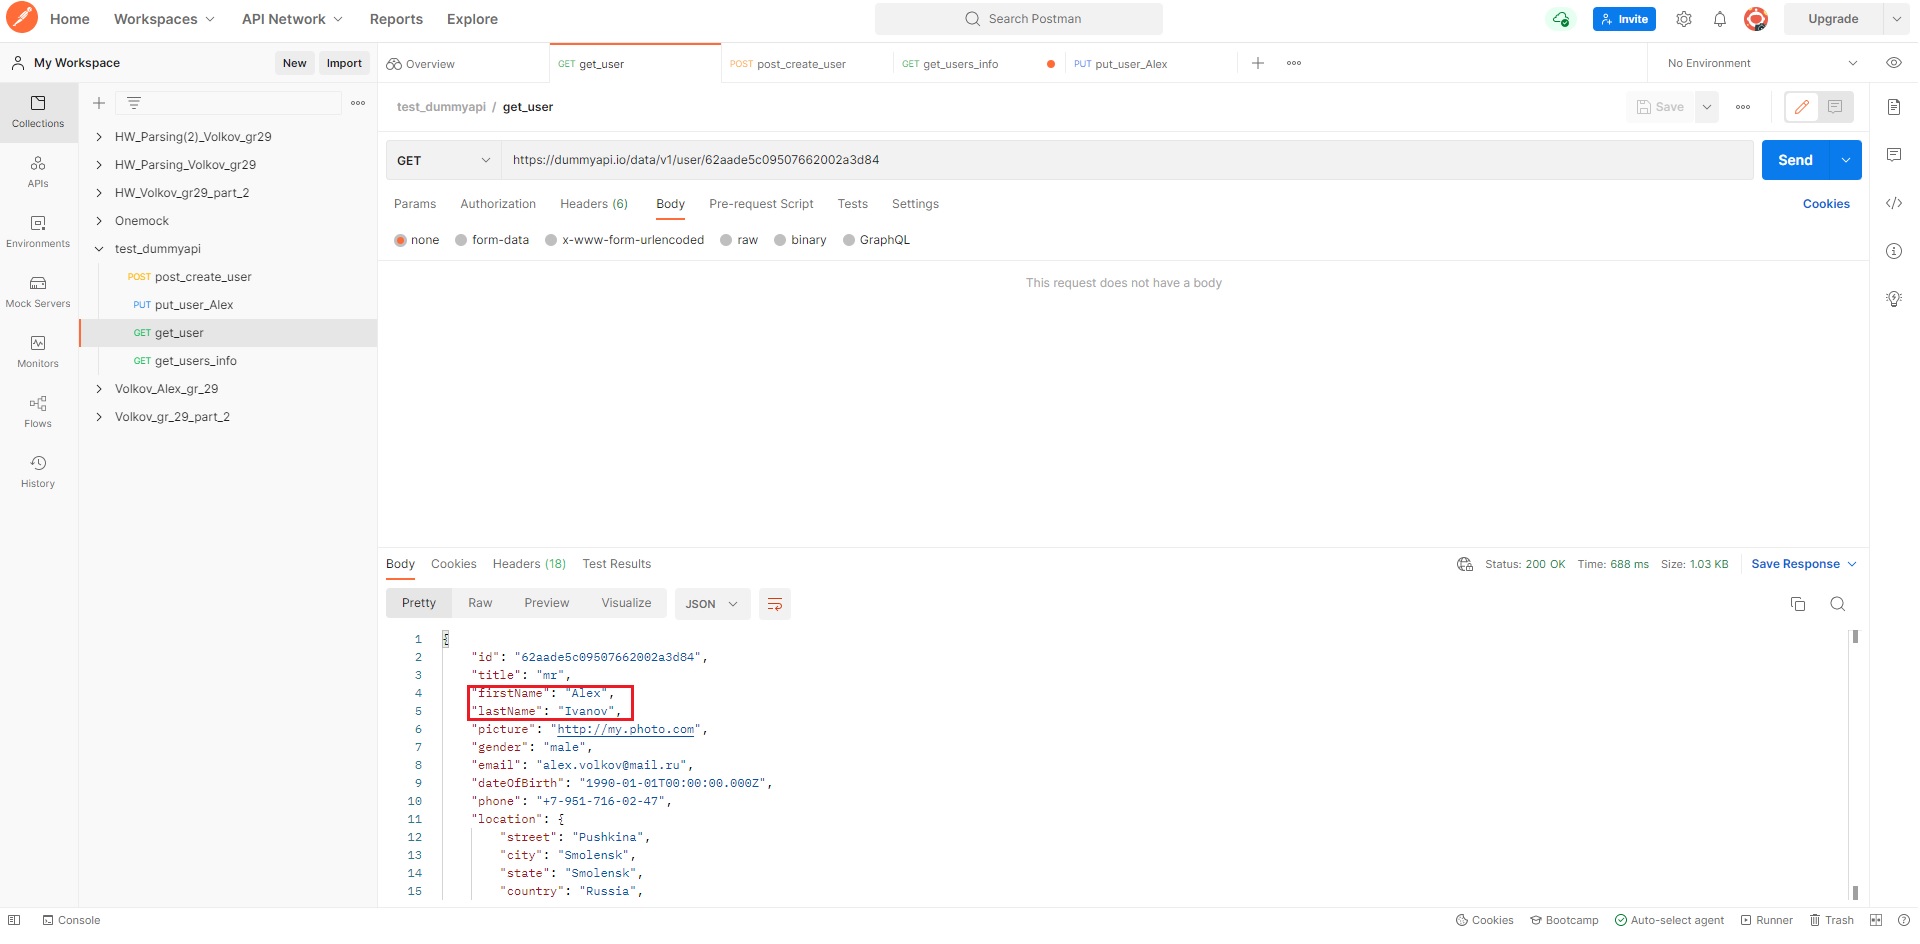 Home Workspaces API Network Reports Explore Search Postman Invite Upgrade
My Workspace New Import Overview GET get_user POST post_create_user GET get_users_info PUT put_user_Alex No Environment
Collections
APIs
Environments
Mock Servers
Monitors
Flows
History
HW_Parsing(2)_Volkov_gr29
HW_Parsing_Volkov_gr29
HW_Volkov_gr29_part_2
Onemock
test_dummyapi
POST post_create_user
PUT put_user_Alex
GET get_user
GET get_users_info
Volkov_Alex_gr_29
Volkov_gr_29_part_2
test_dummyapi / get_user Save
GET https://dummyapi.io/data/v1/user/62aade5c09507662002a3d84 Send
Params Authorization Headers (6) Body Pre-request Script Tests Settings Cookies
none form-data x-www-form-urlencoded raw binary GraphQL
This request does not have a body
Body Cookies Headers (18) Test Results Status: 200 OK Time: 688 ms Size: 1.03 KB Save Response
Pretty Raw Preview Visualize JSON
1 {
2 "id": "62aade5c09507662002a3d84",
3 "title": "mr",
4 "firstName": "Alex",
5 "lastName": "Ivanov",
6 "picture": "http://my.photo.com",
7 "gender": "male",
8 "email": "alex.volkov@mail.ru",
9 "dateOfBirth": "1990-01-01T00:00:00.000Z",
10 "phone": "+7-951-716-02-47",
11 "location": {
12 "street": "Pushkina",
13 "city": "Smolensk",
14 "state": "Smolensk",
15 "country": "Russia",
Console Cookies Bootcamp Auto-select agent Runner Trash